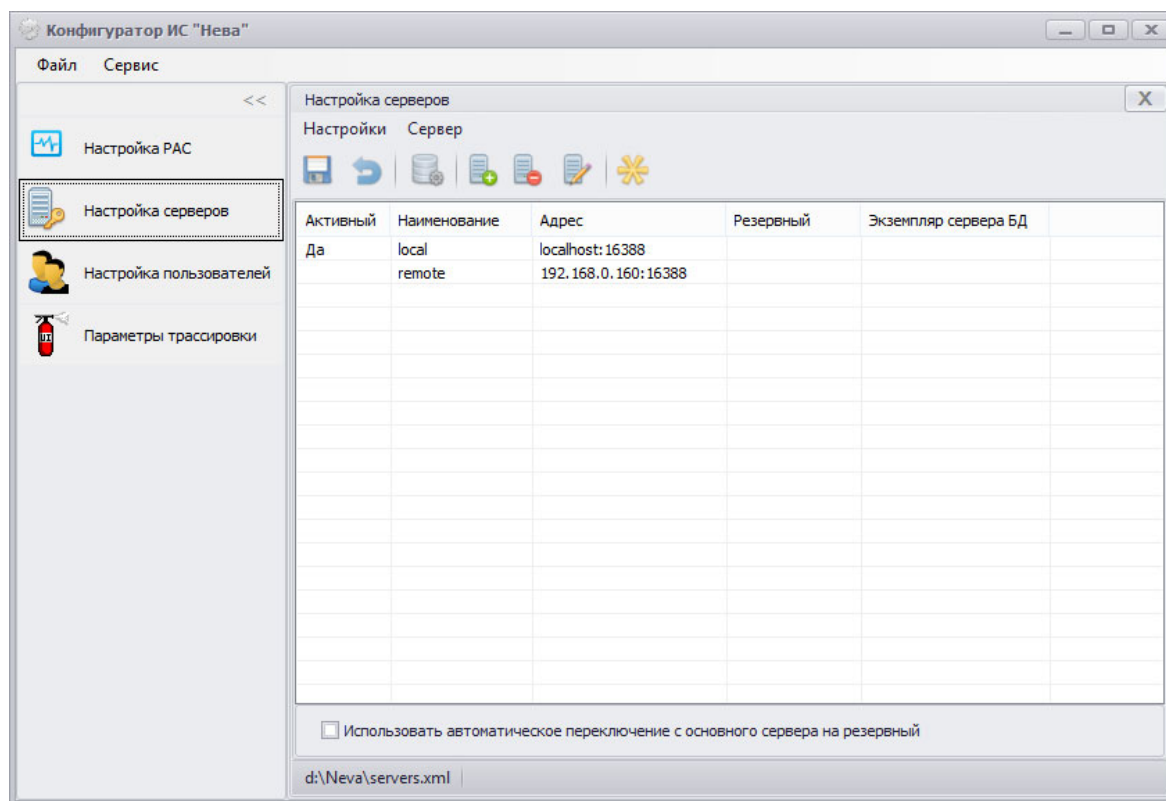 Конфигуратор ИС "Нева"
Файл Сервис
<<
Настройка РАС
Настройка серверов
Настройка пользователей
UI
Параметры трассировки
Настройка серверов
X
Настройки Сервер
Активный Наименование Адрес Резервный Экземпляр сервера БД
Да local localhost:16388
remote 192.168.0.160:16388
Использовать автоматическое переключение с основного сервера на резервный
d:\Neva\servers.xml